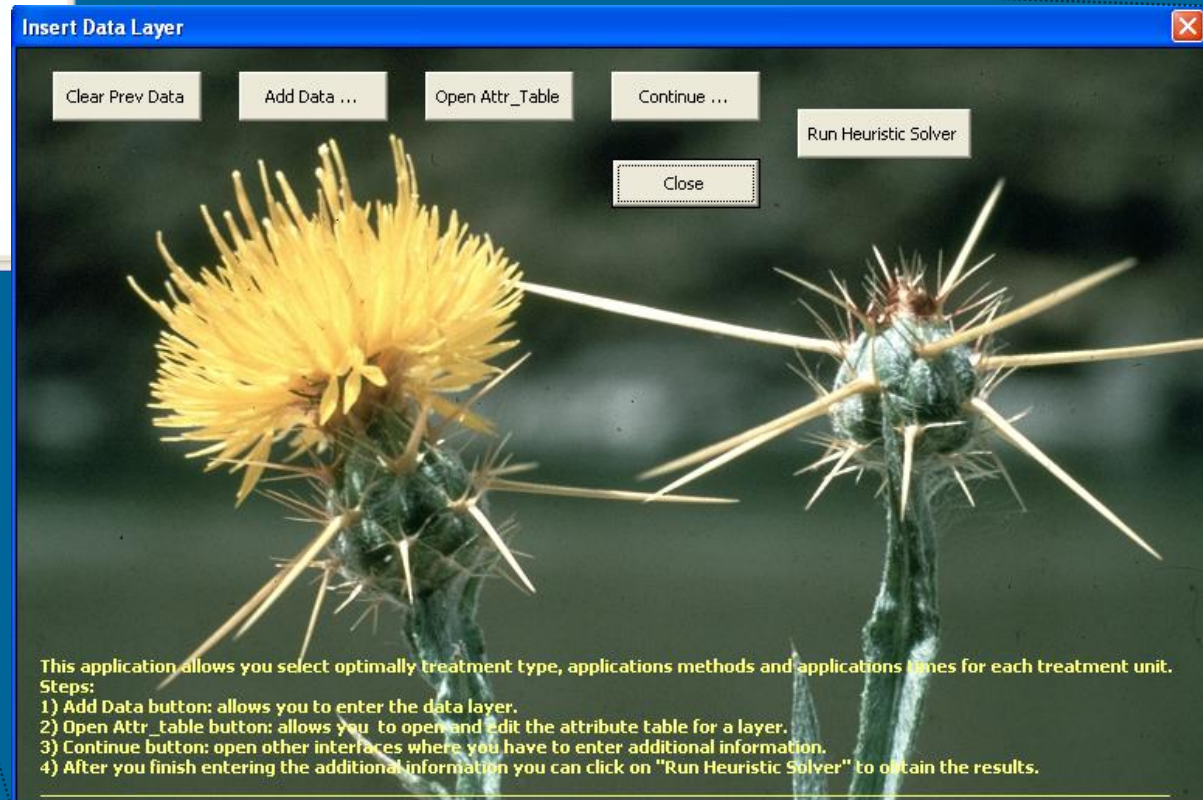 Insert Data Layer
Clear Prev Data
Add Data ...
Open Attr_Table
Continue ...
Run Heuristic Solver
Close
This application allows you select optimally treatment type, applications methods and applications times for each treatment unit.
Steps:
1) Add Data button: allows you to enter the data layer.
2) Open Attr_table button: allows you to open and edit the attribute table for a layer.
3) Continue button: open other interfaces where you have to enter additional information.
4) After you finish entering the additional information you can click on "Run Heuristic Solver" to obtain the results.